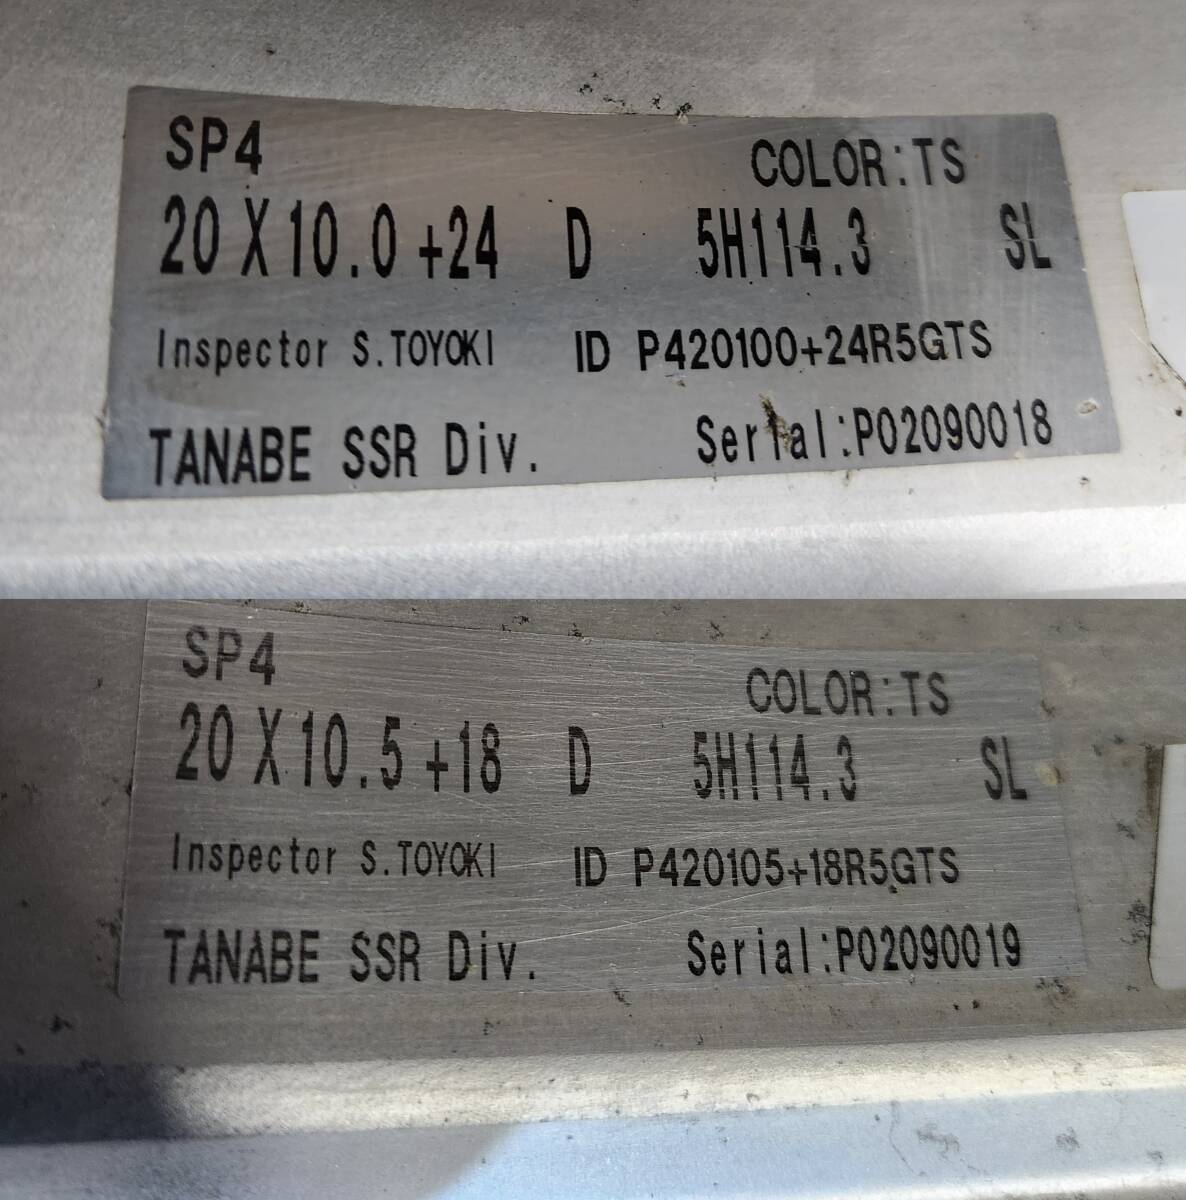 SP4 COLOR:TS
20 X 10.0 +24 D 5H114.3 SL
Inspector S.TOYOKI ID P420100+24R5GTS
TANABE SSR Div. Serial:P02090018
SP4 COLOR:TS
20 X 10.5 +18 D 5H114.3 SL
Inspector S.TOYOKI ID P420105+18R5GTS
TANABE SSR Div. Serial:P02090019